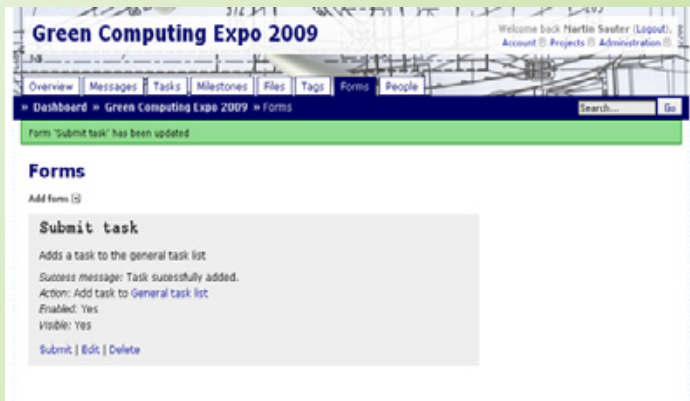 Green Computing Expo 2009
Welcome back Martin Sauter (Logout),
Account Projects Administration
Overview Messages Tasks Milestones Files Tags Forms People
» Dashboard » Green Computing Expo 2009 » Forms
Search... Go
Form 'Submit task' has been updated
Forms
Add form
Submit task
Adds a task to the general task list
Success message: Task sucessfully added.
Action: Add task to General task list
Enabled: Yes
Visible: Yes
Submit | Edit | Delete